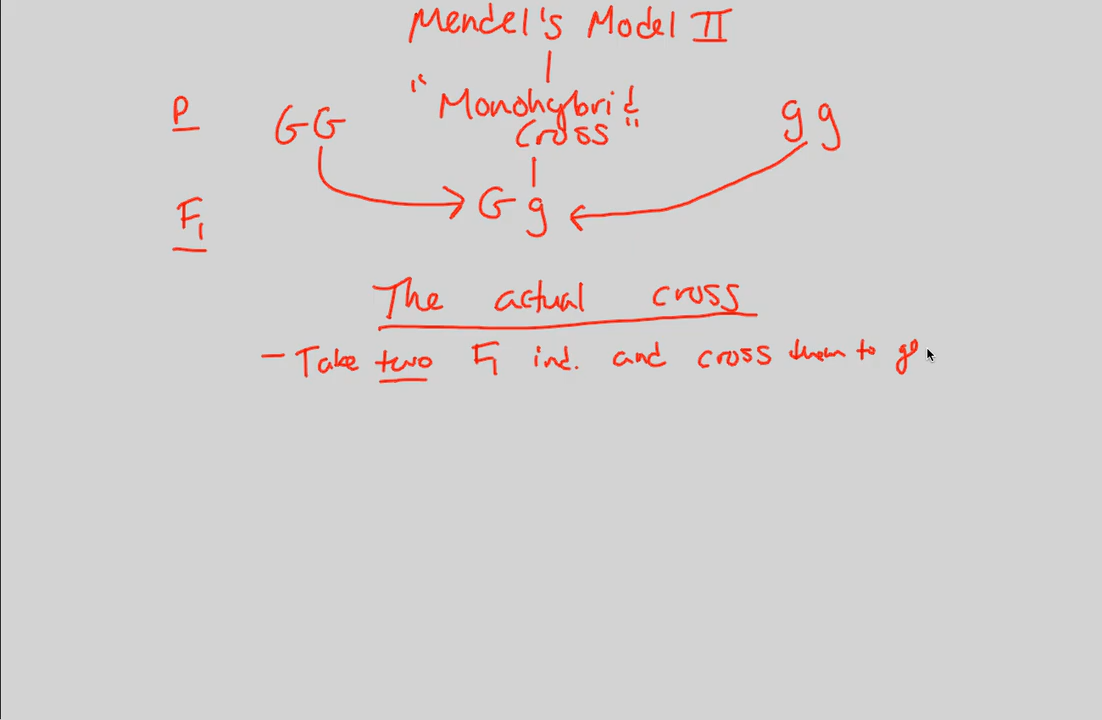 Mendel's Model II
"Monohybrid
Cross"
P GG gg
F1 Gg
The actual cross
- Take two F1 ind. and cross them to ge